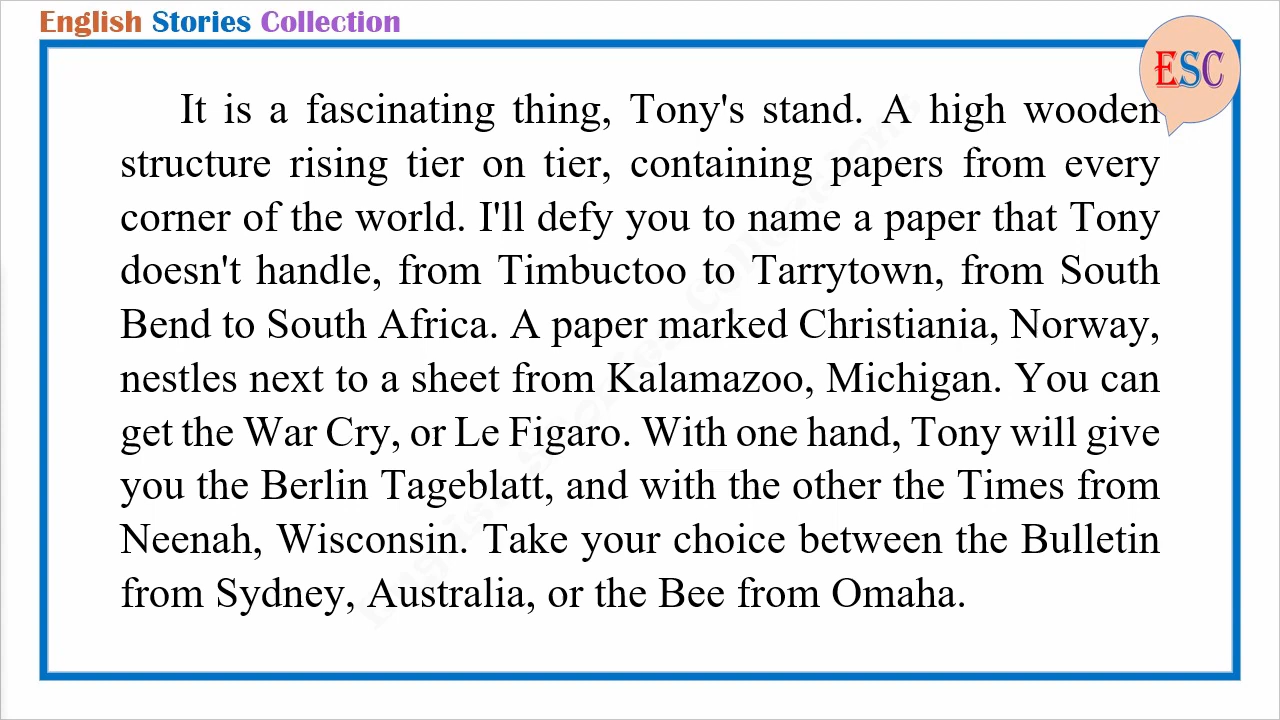 English Stories Collection
ESC
It is a fascinating thing, Tony's stand. A high wooden
structure rising tier on tier, containing papers from every
corner of the world. I'll defy you to name a paper that Tony
doesn't handle, from Timbuctoo to Tarrytown, from South
Bend to South Africa. A paper marked Christiania, Norway,
nestles next to a sheet from Kalamazoo, Michigan. You can
get the War Cry, or Le Figaro. With one hand, Tony will give
you the Berlin Tageblatt, and with the other the Times from
Neenah, Wisconsin. Take your choice between the Bulletin
from Sydney, Australia, or the Bee from Omaha.